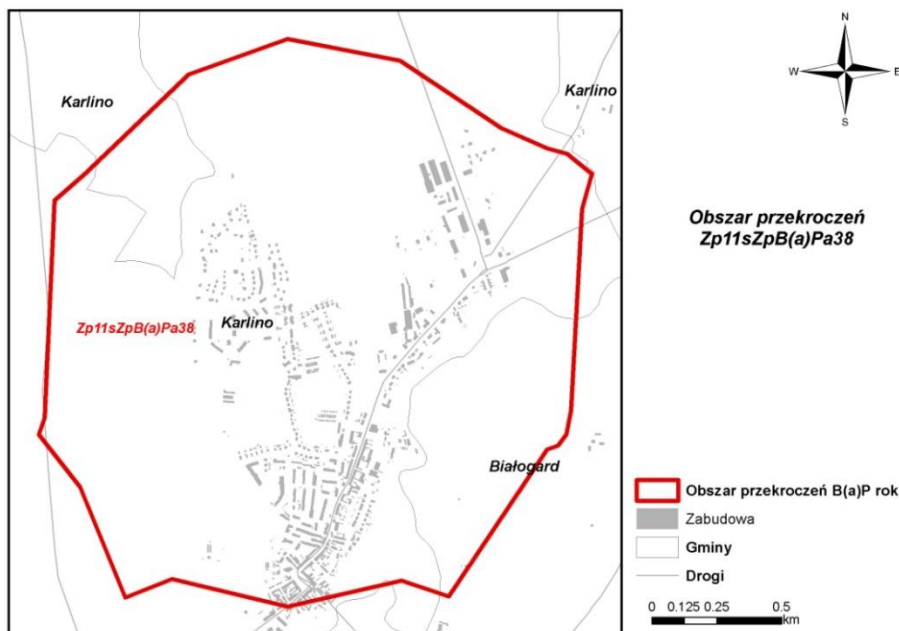 Karlino
Karlino
Zp11sZpB(a)Pa38
Karlino
Białogard
N
W
E
S
Obszar przekroczeń
Zp11sZpB(a)Pa38
Obszar przekroczeń B(a)P rok
Zabudowa
Gminy
Drogi
0 0.125 0.25 0.5
km